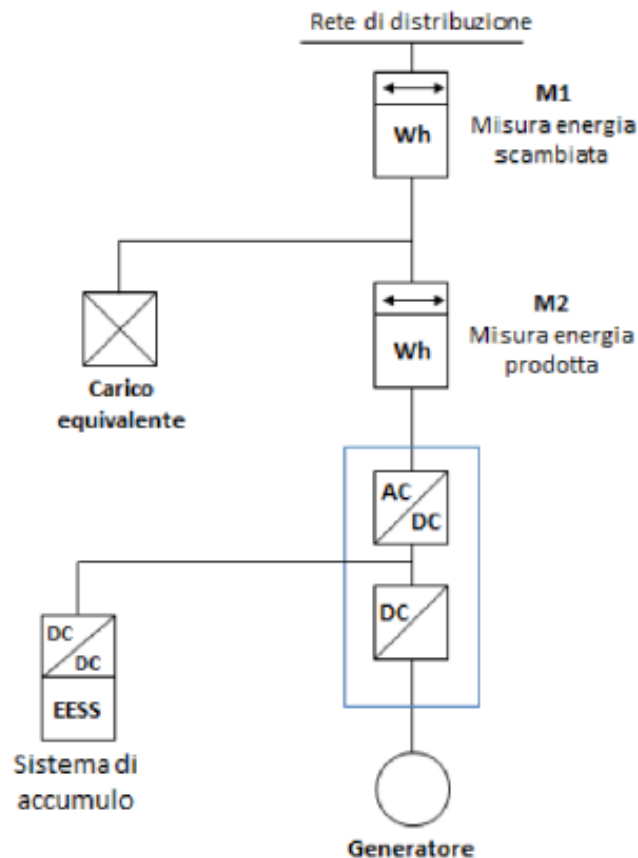 Rete di distribuzione
M1
Misura energia
scambiata
Wh
M2
Misura energia
prodotta
Wh
Carico
equivalente
AC
DC
DC
DC
DC
EESS
Sistema di
accumulo
Generatore